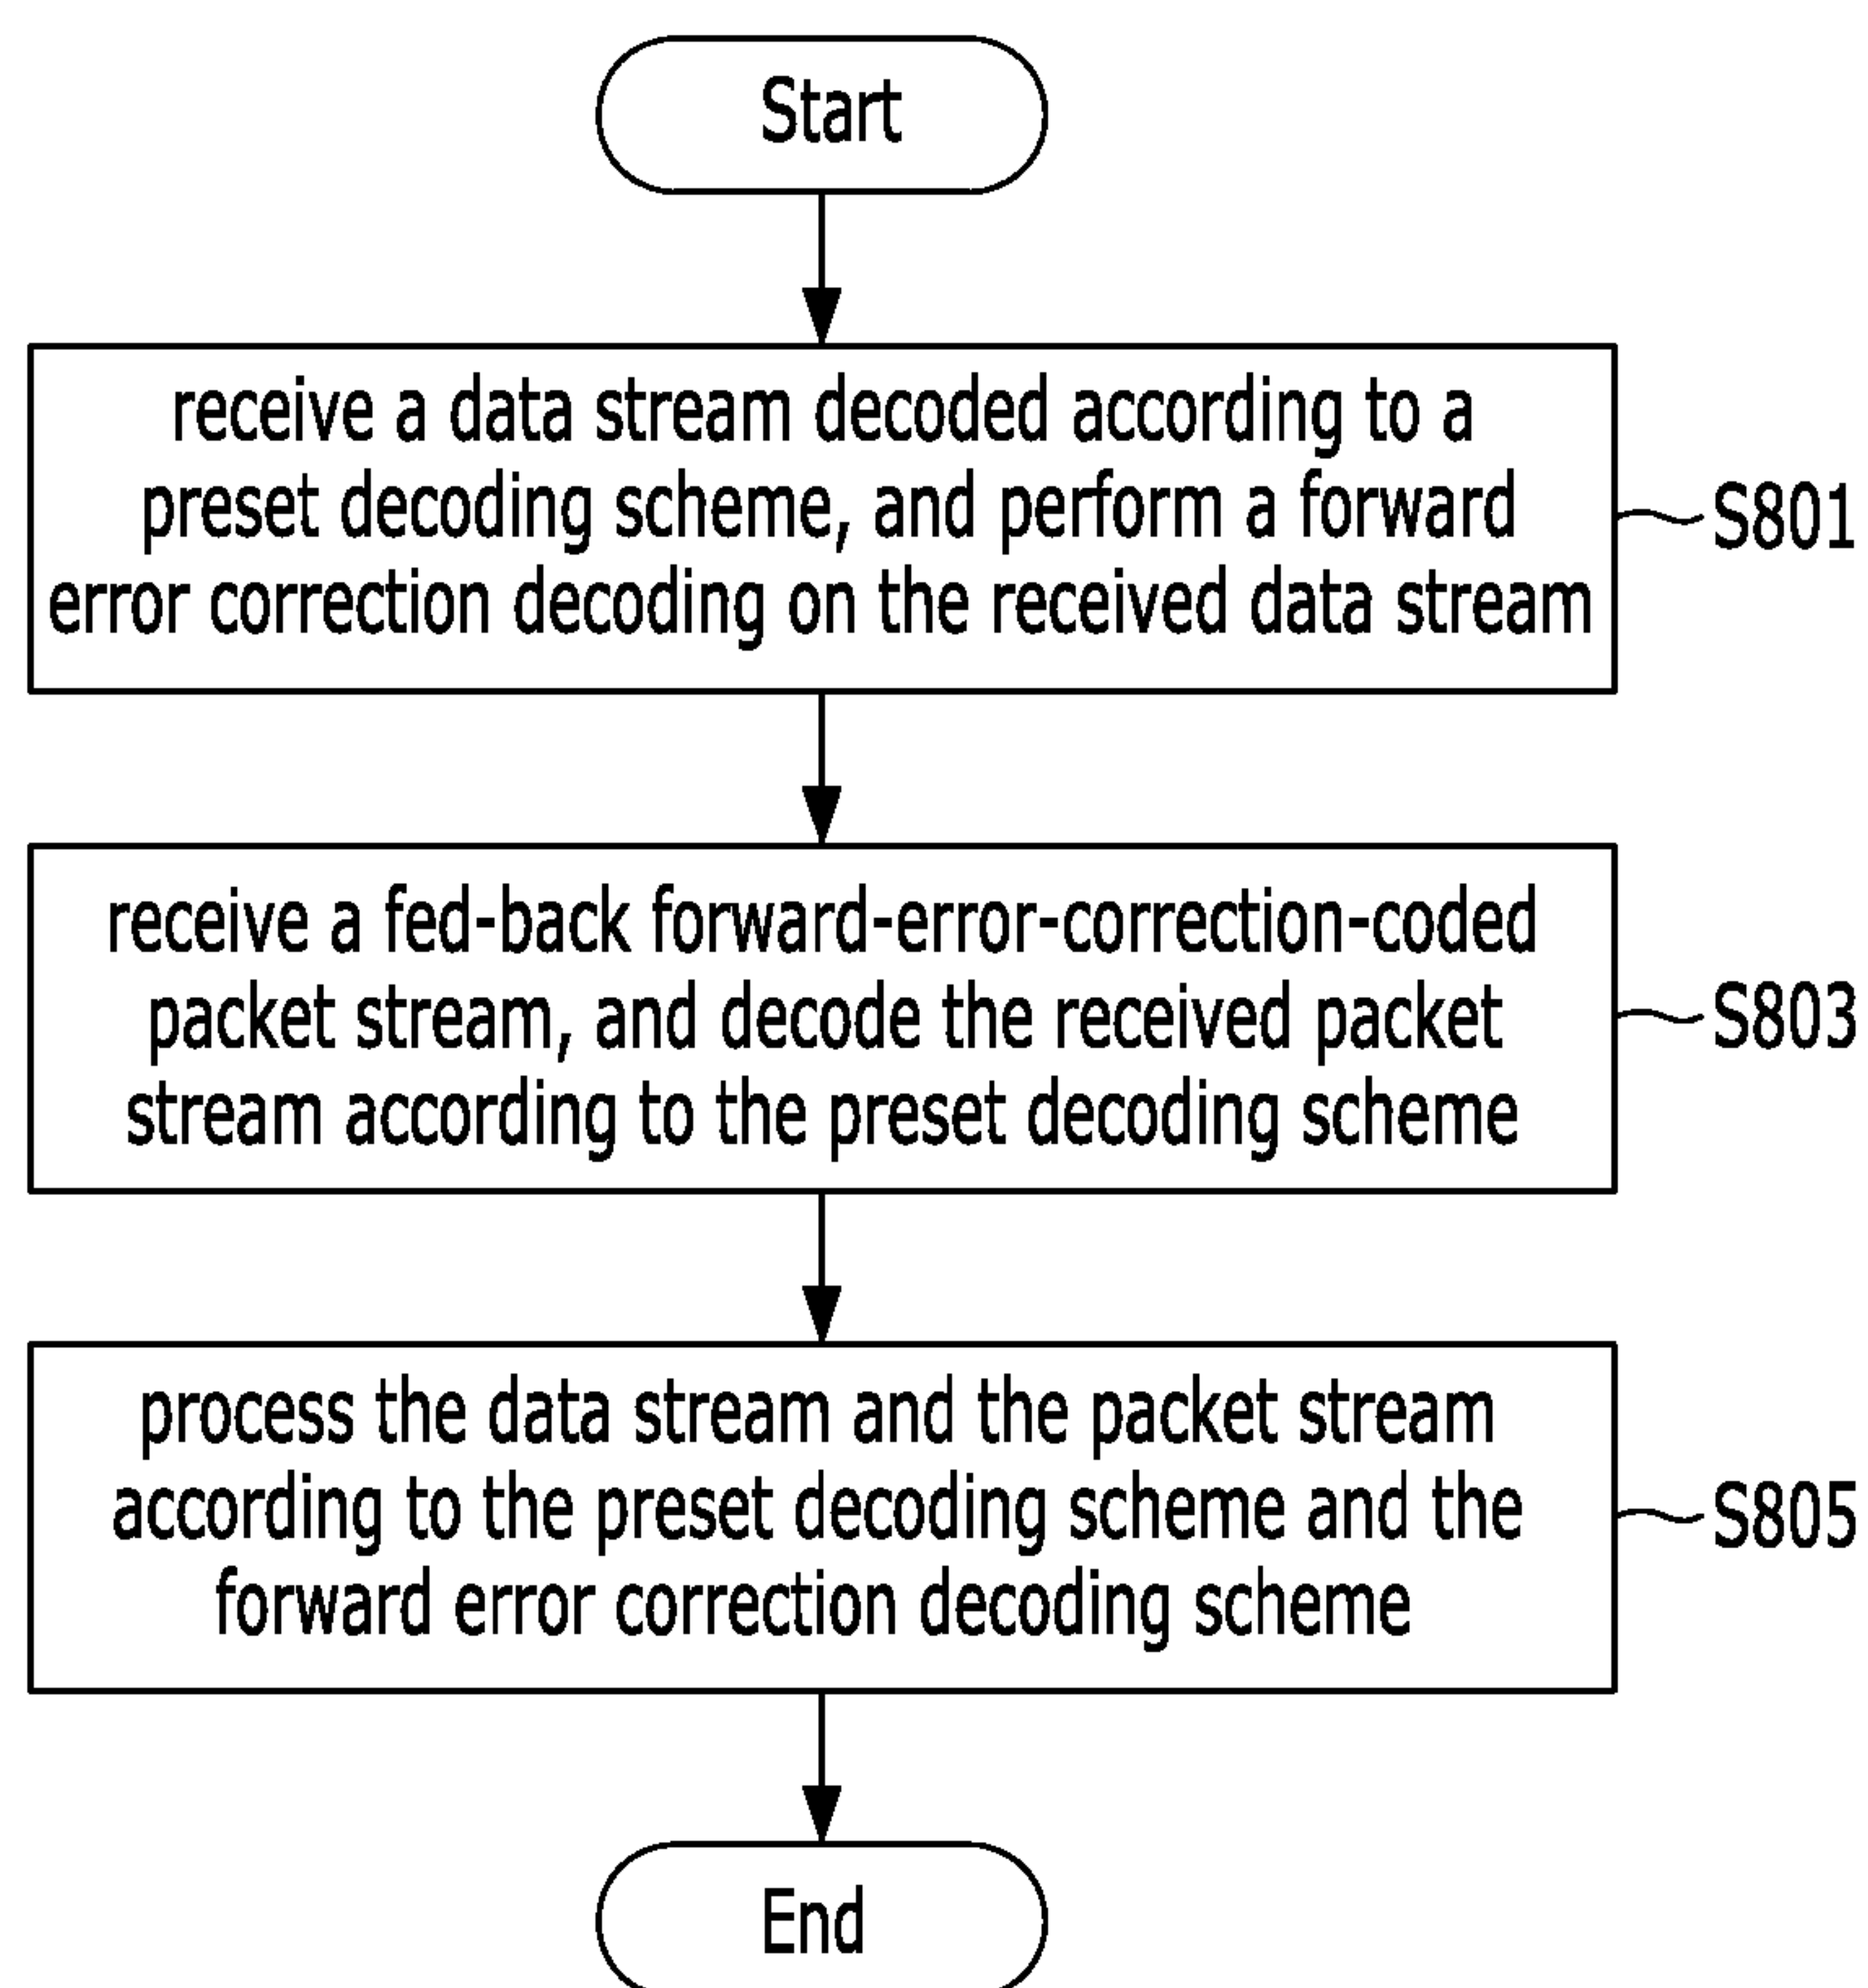 Start
receive a data stream decoded according to a
preset decoding scheme, and perform a forward
error correction decoding on the received data stream
S801
receive a fed-back forward-error-correction-coded
packet stream, and decode the received packet
stream according to the preset decoding scheme
S803
process the data stream and the packet stream
according to the preset decoding scheme and the
forward error correction decoding scheme
S805
End